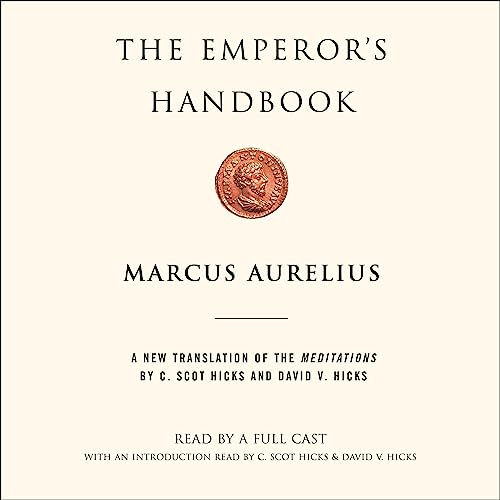 THE EMPEROR'S
HANDBOOK
MARCUS AURELIUS
A NEW TRANSLATION OF THE MEDITATIONS
BY C. SCOT HICKS AND DAVID V. HICKS
READ BY A FULL CAST
WITH AN INTRODUCTION READ BY C. SCOT HICKS & DAVID V. HICKS